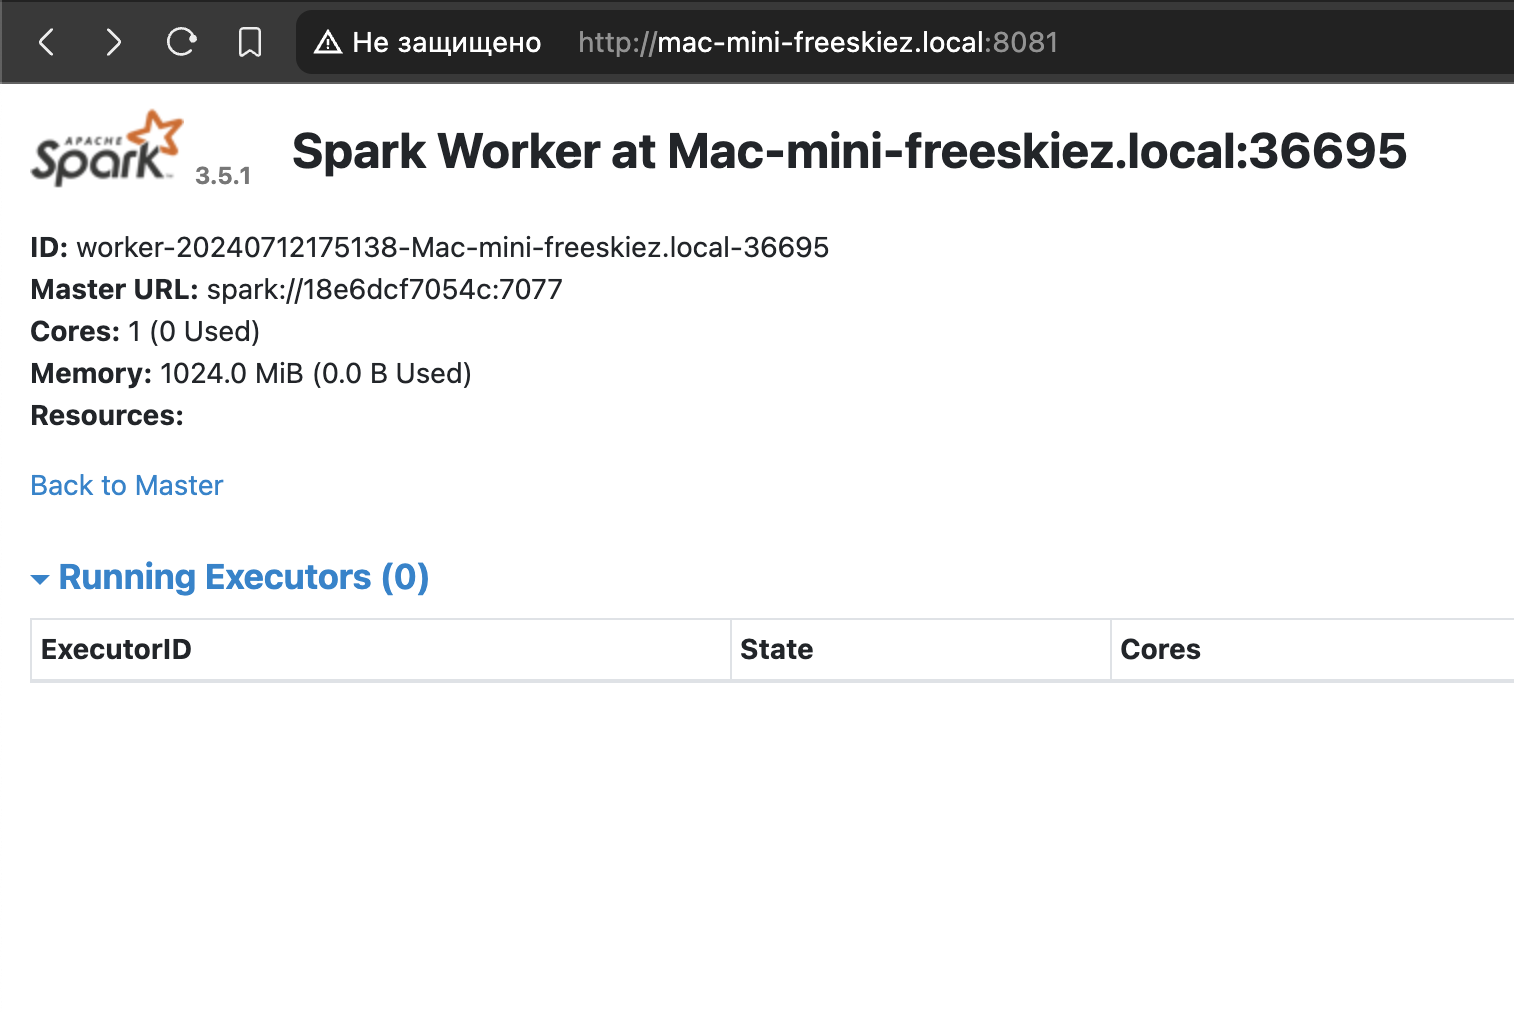 Не защищено http://mac-mini-freeskiez.local:8081
APACHE
Spark 3.5.1 Spark Worker at Mac-mini-freeskiez.local:36695
ID: worker-20240712175138-Mac-mini-freeskiez.local-36695
Master URL: spark://18e6dcf7054c:7077
Cores: 1 (0 Used)
Memory: 1024.0 MiB (0.0 B Used)
Resources:
Back to Master
Running Executors (0)
ExecutorID State Cores